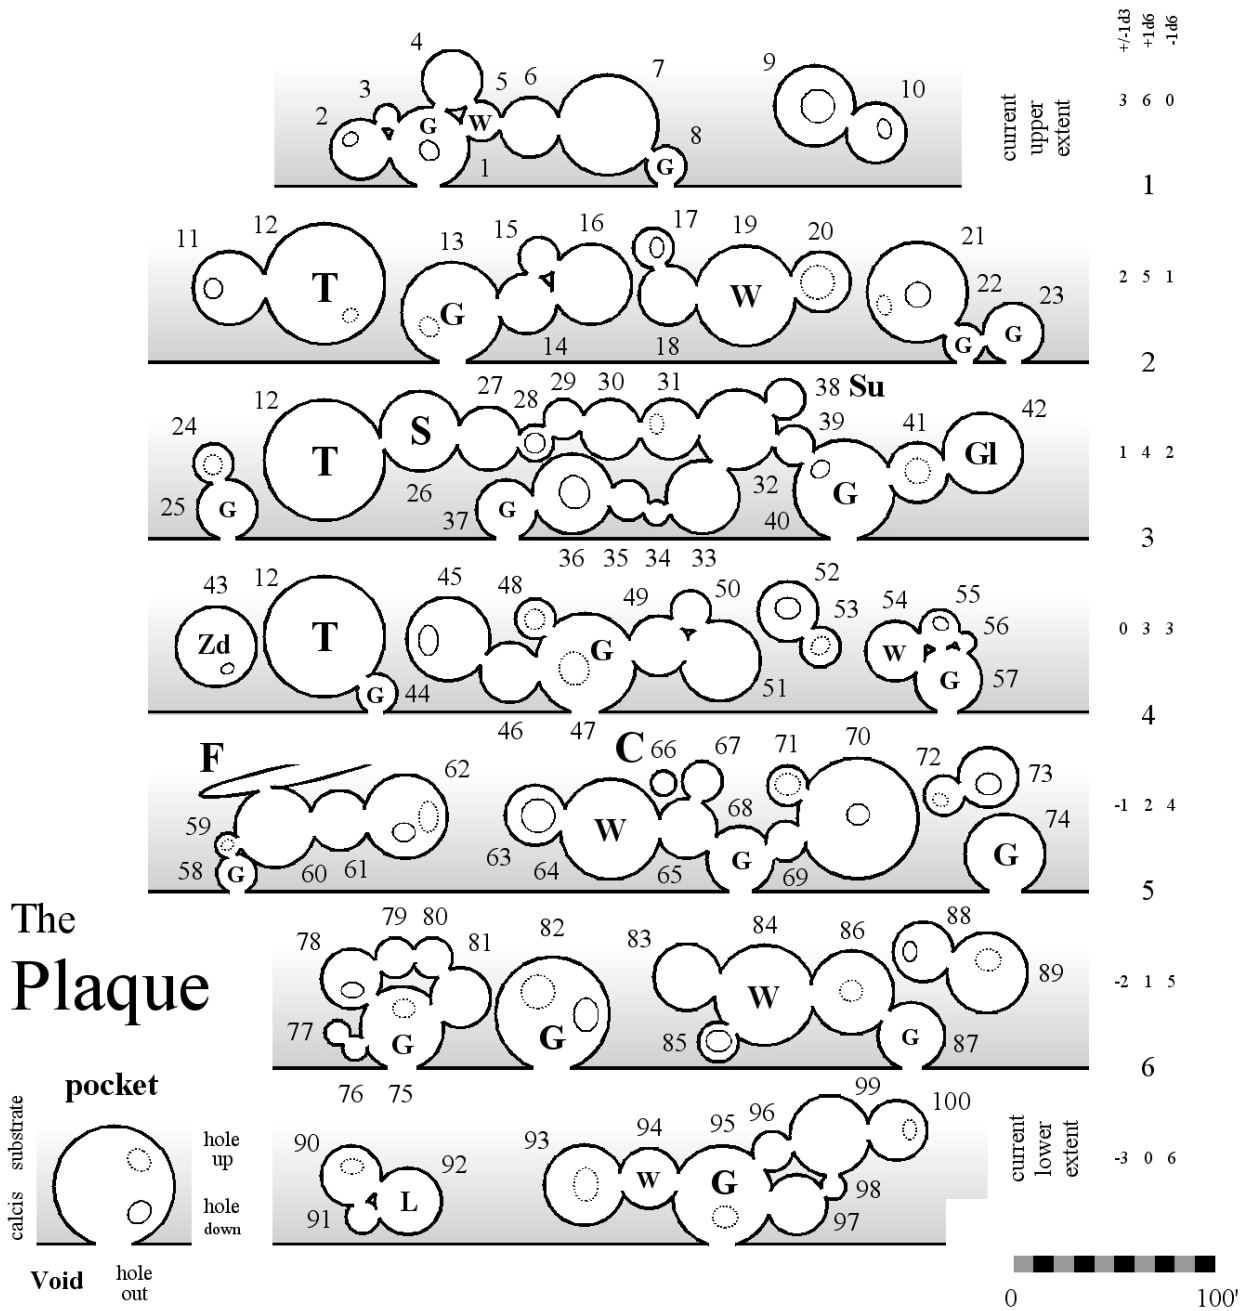 +/-1d3 +1d6 -1d6
4
3 5 6 7 9 10
2 G W
G
1 8
current upper extent
3 6 0
1
11 12 13 15 16 17 19 20 21 22 23
T G W G G
14 18
2 5 1
2
24 12 27 28 29 30 31 38 Su 39 41 42
T S Gl
25 G 26 37 G 32 40 G
36 35 34 33
1 4 2
3
43 12 45 48 49 50 52 53 54 55 56
Zd T G W
G 44 51 G 57
46 47
0 3 3
4
F 62 C 66 67 71 70 72 73
59 68 74
W
58 G 60 61 63 64 65 G 69 G
-1 2 4
5
The
Plaque
78 79 80 81 82 83 84 86 88
W 89
77 G G 85 G 87
76 75
-2 1 5
6
pocket
substrate
calcis
hole up
hole down
Void
hole out
90 92 93 94 95 96 99 100
L W G
91 97 98
current lower extent
-3 0 6
0 100'